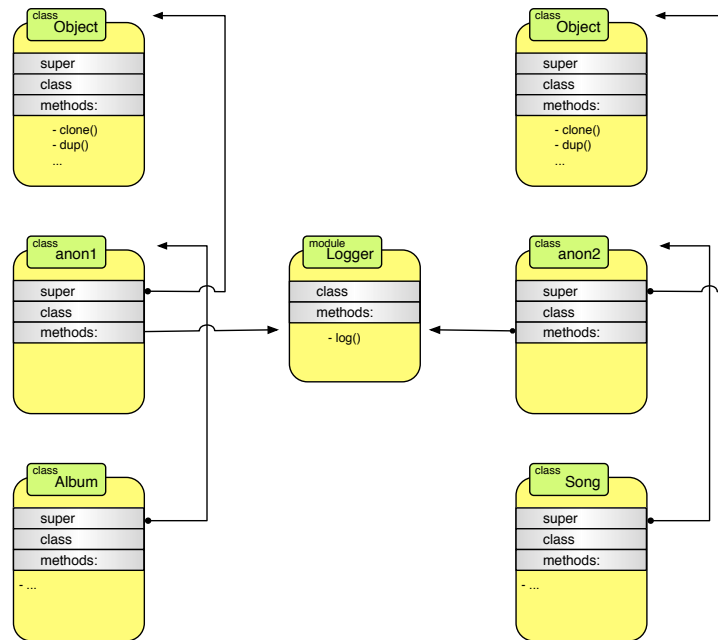 class
Object
super
class
methods:
- clone()
- dup()
...
class
Object
super
class
methods:
- clone()
- dup()
...
class
anon1
super
class
methods:
module
Logger
class
methods:
- log()
class
anon2
super
class
methods:
class
Album
super
class
methods:
- ...
class
Song
super
class
methods:
- ...